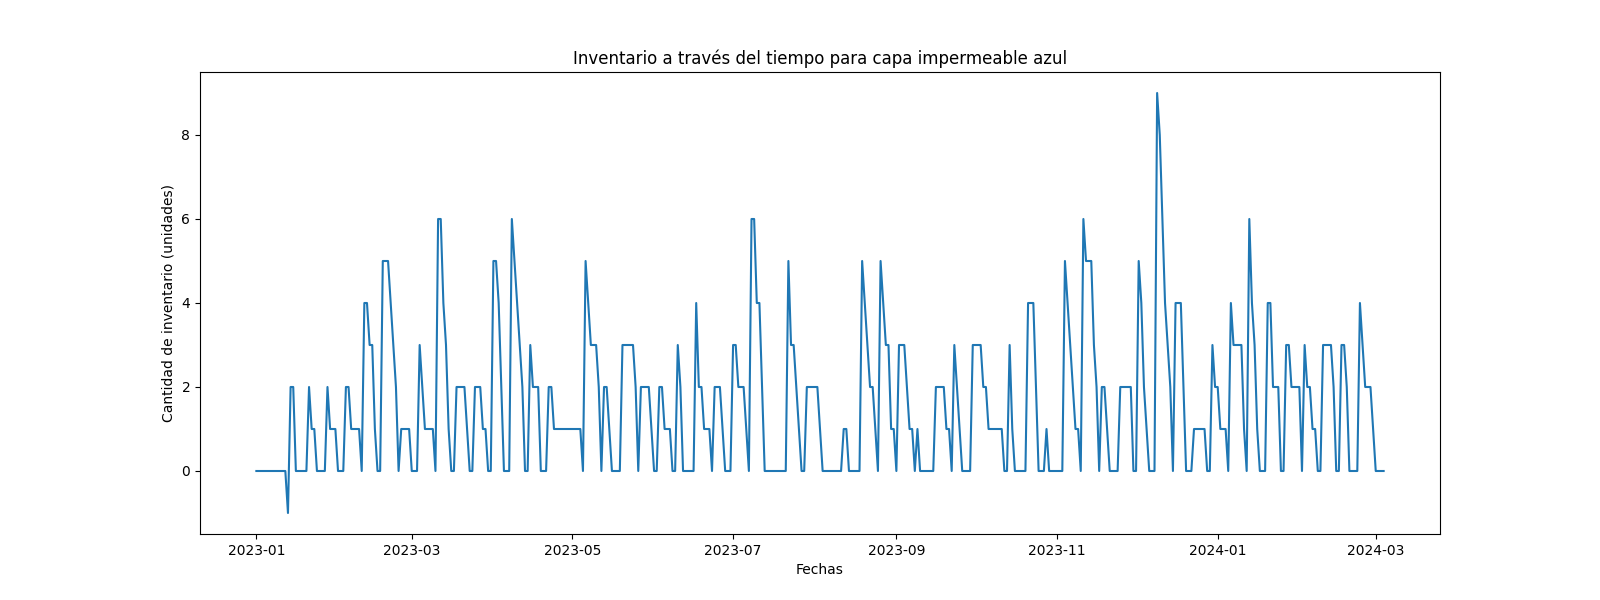 Inventario a través del tiempo para capa impermeable azul
Cantidad de inventario (unidades)
8
6
4
2
0
2023-01 2023-03 2023-05 2023-07 2023-09 2023-11 2024-01 2024-03
Fechas